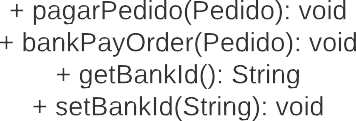 + pagarPedido(Pedido): void
+ bankPayOrder(Pedido): void
+ getBankId(): String
+ setBankId(String): void